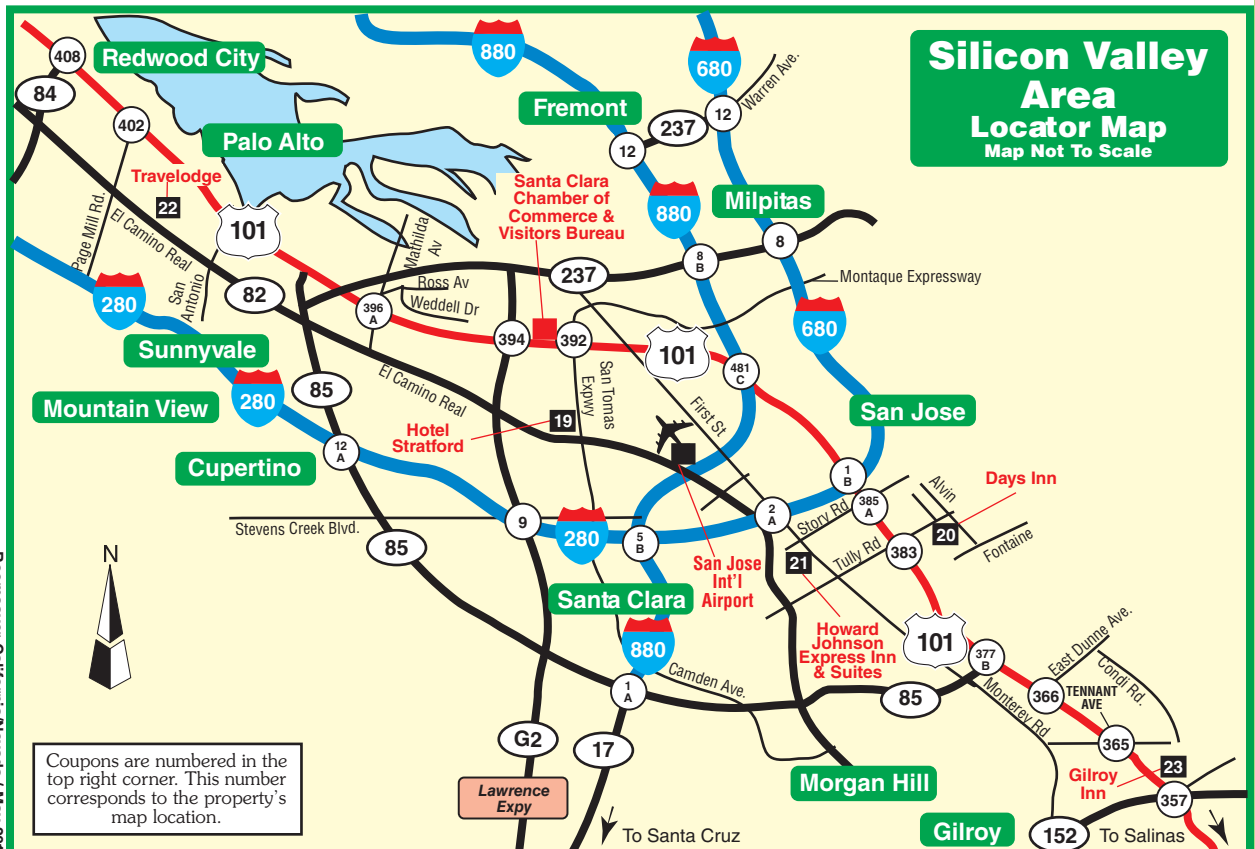 Silicon Valley
Area
Locator Map
Map Not To Scale
408
Redwood City
84
402
Palo Alto
880
680
Warren Ave.
12
Fremont
237
12
Travelodge
22
Page Mill Rd.
El Camino Real
101
San
Antonio
82
280
Santa Clara
Chamber of
Commerce &
Visitors Bureau
880
Milpitas
8
8
B
Mathilda
Av
237
Ross Av
Weddell Dr
Montaque Expressway
396
A
394
392
101
680
Sunnyvale
280
85
Mountain View
El Camino Real
San Tomas
Expwy
481
C
First St
San Jose
Hotel
Stratford
19
12
A
Cupertino
1
B
Alvin
Days Inn
385
A
Story Rd
20
Fontaine
Stevens Creek Blvd.
9
280
5
B
2
A
85
383
Tully Rd
21
San Jose
Int'l
Airport
Santa Clara
Howard
Johnson
Express Inn
& Suites
101
880
N
377
B
East Dunne Ave.
Condi Rd.
1
A
Camden Ave.
85
366
TENNANT
AVE
Monterey Rd
365
G2
17
Morgan Hill
Gilroy
Inn
23
357
Lawrence
Expy
To Santa Cruz
Gilroy
152
To Salinas
Coupons are numbered in the
top right corner. This number
corresponds to the property's
map location.